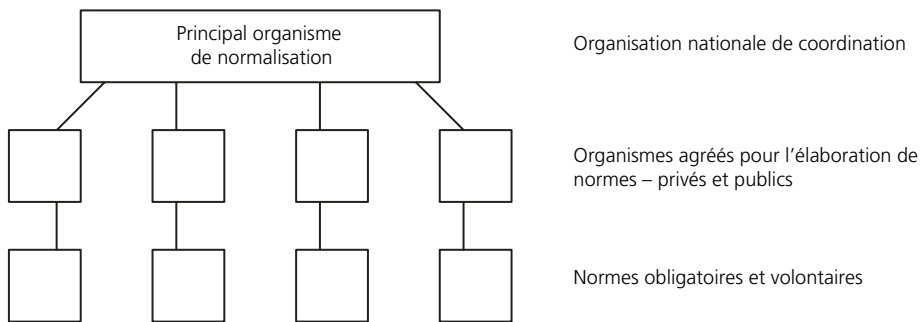 Principal organisme
de normalisation
Organisation nationale de coordination
Organismes agréés pour l'élaboration de
normes – privés et publics
Normes obligatoires et volontaires